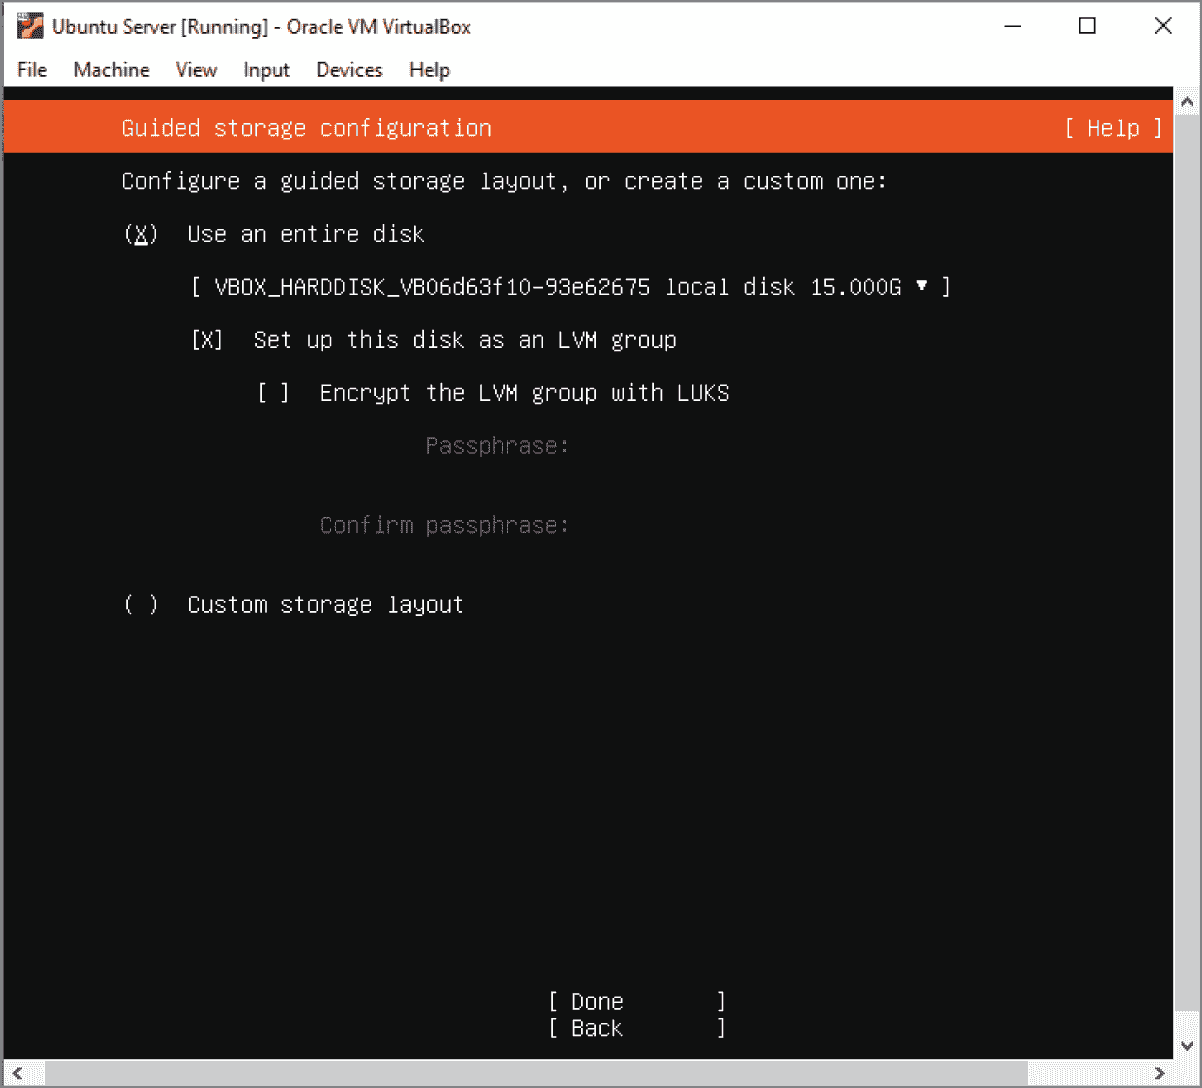 Ubuntu Server [Running] - Oracle VM VirtualBox
File Machine View Input Devices Help
Guided storage configuration [ Help ]
Configure a guided storage layout, or create a custom one:
(X) Use an entire disk
[ VBOX_HARDDISK_VB06d63f10-93e62675 local disk 15.000G ▾ ]
[X] Set up this disk as an LVM group
[ ] Encrypt the LVM group with LUKS
Passphrase:
Confirm passphrase:
( ) Custom storage layout
[ Done ]
[ Back ]